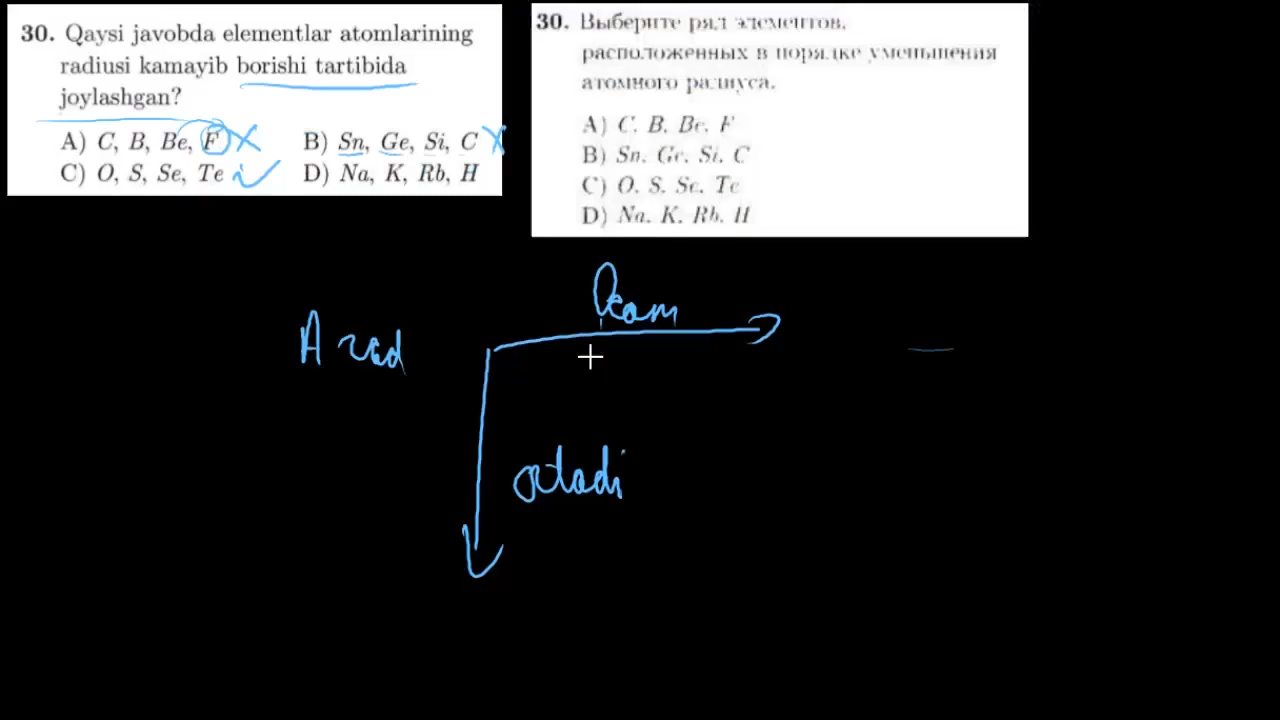 30. Qaysi javobda elementlar atomlarining
radiusi kamayib borishi tartibida
joylashgan?
A) C, B, Be, F
B) Sn, Ge, Si, C
C) O, S, Se, Te
D) Na, K, Rb, H
30. Выберите ряд элементов,
расположенных в порядке уменьшения
атомного радиуса.
A) C. B. Be. F
B) Sn. Ge. Si. C
C) O. S. Se. Te
D) Na. K. Rb. H
kam
A rad
ortadi